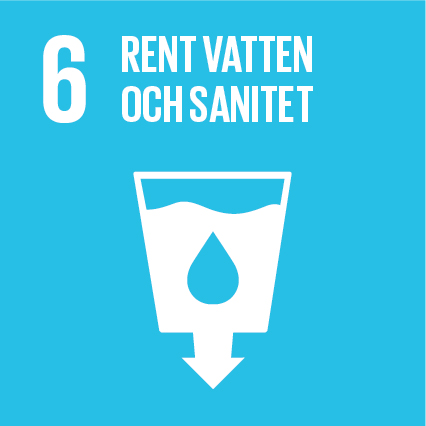 6
RENT VATTEN
OCH SANITET